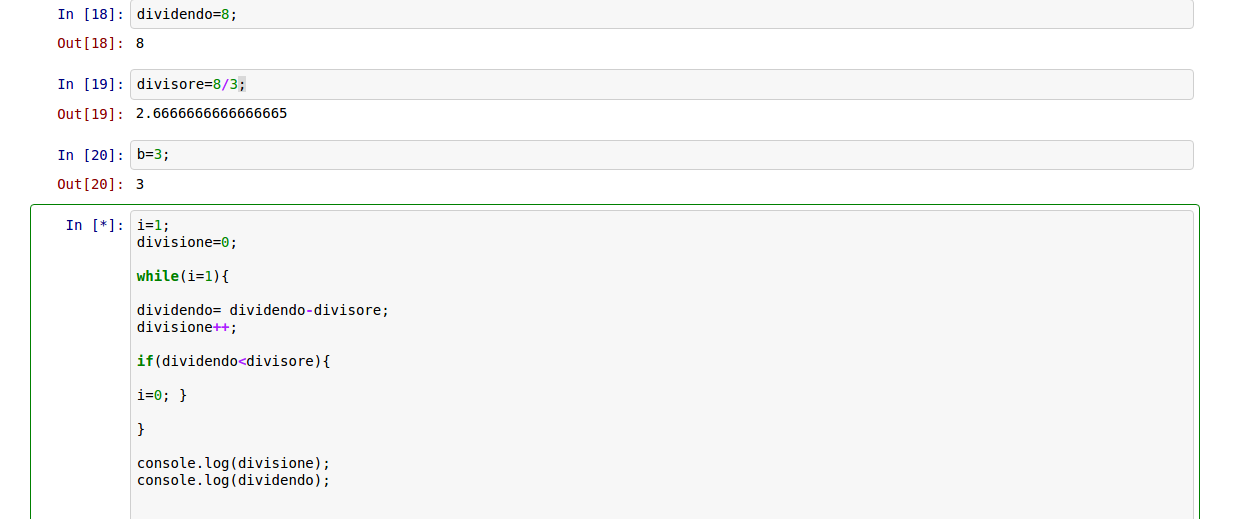 In [18]: dividendo=8;
Out[18]: 8
In [19]: divisore=8/3;
Out[19]: 2.6666666666666665
In [20]: b=3;
Out[20]: 3
In [*]: i=1;
divisione=0;
while(i=1){
dividendo= dividendo-divisore;
divisione++;
if(dividendo<divisore){
i=0; }
}
console.log(divisione);
console.log(dividendo);